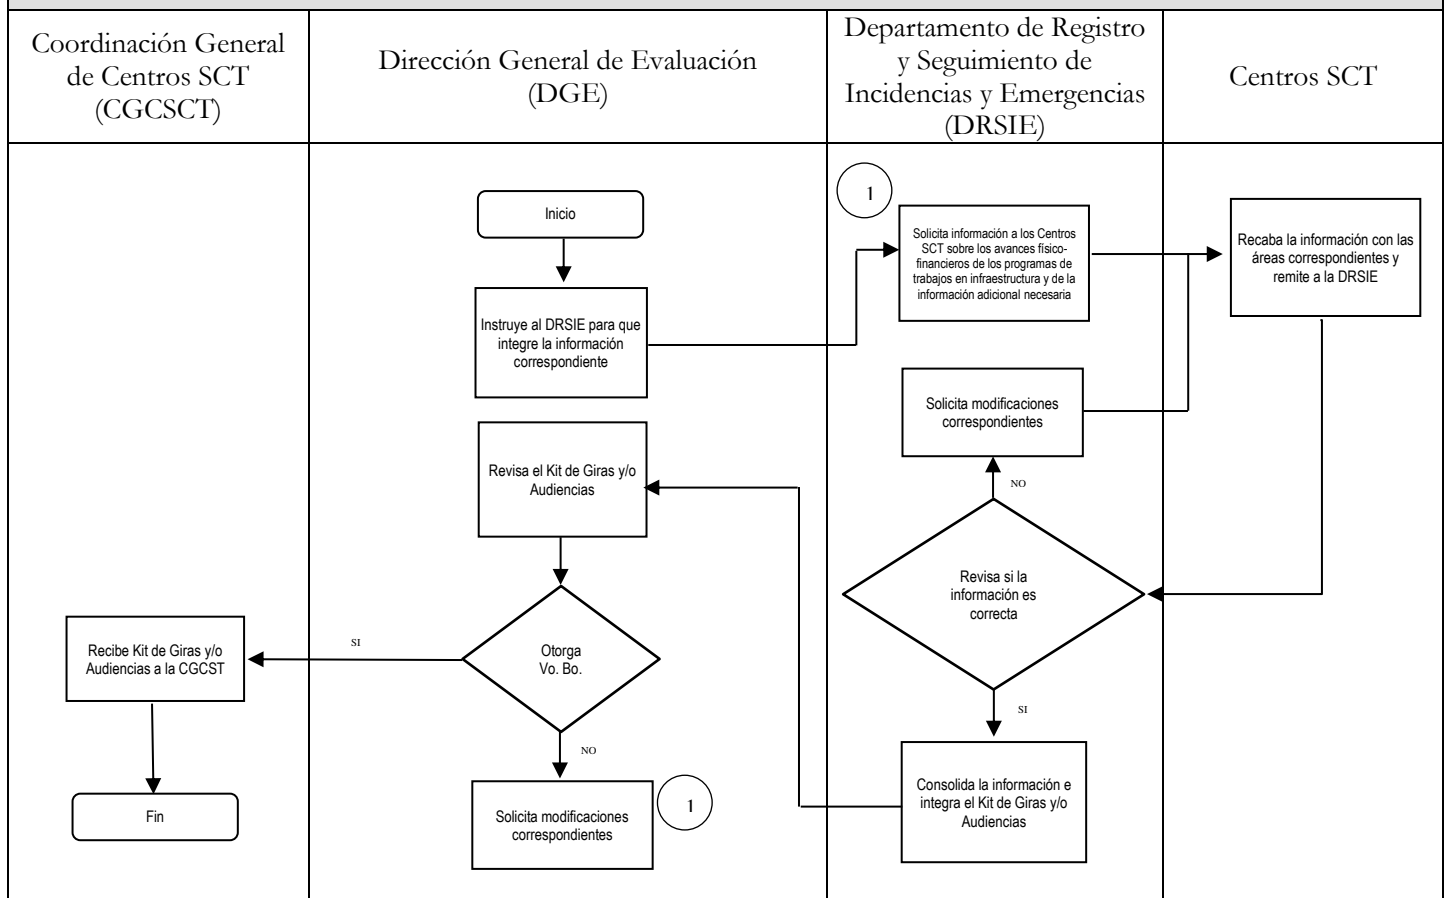 Coordinación General
de Centros SCT
(CGCSCT)
Dirección General de Evaluación
(DGE)
Departamento de Registro
y Seguimiento de
Incidencias y Emergencias
(DRSIE)
Centros SCT
Inicio
Instruye al DRSIE para que
integre la información
correspondiente
1
Solicita información a los Centros
SCT sobre los avances físico-
financieros de los programas de
trabajos en infraestructura y de la
información adicional necesaria
Recaba la información con las
áreas correspondientes y
remite a la DRSIE
Solicita modificaciones
correspondientes
NO
Revisa si la
información es
correcta
SI
Consolida la información e
integra el Kit de Giras y/o
Audiencias
Revisa el Kit de Giras y/o
Audiencias
Otorga
Vo. Bo.
SI
NO
Solicita modificaciones
correspondientes
1
Recibe Kit de Giras y/o
Audiencias a la CGCST
Fin